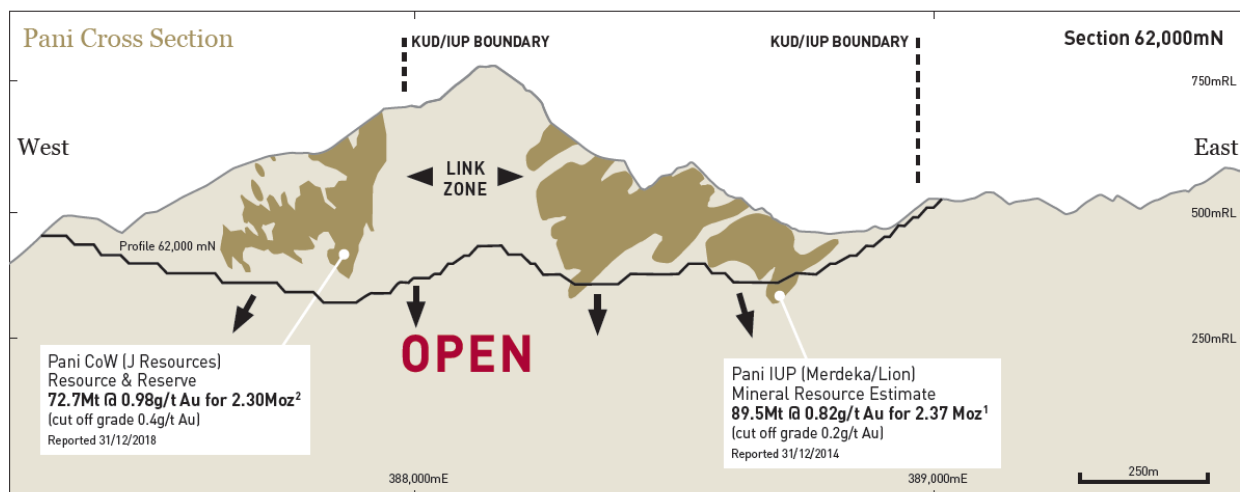 Pani Cross Section
KUD/IUP BOUNDARY
KUD/IUP BOUNDARY
Section 62,000mN
750mRL
West
East
LINK
ZONE
500mRL
Profile 62,000 mN
OPEN
250mRL
Pani CoW (J Resources)
Resource & Reserve
72.7Mt @ 0.98g/t Au for 2.30Moz²
(cut off grade 0.4g/t Au)
Reported 31/12/2018
Pani IUP (Merdeka/Lion)
Mineral Resource Estimate
89.5Mt @ 0.82g/t Au for 2.37 Moz¹
(cut off grade 0.2g/t Au)
Reported 31/12/2014
388,000mE
389,000mE
250m